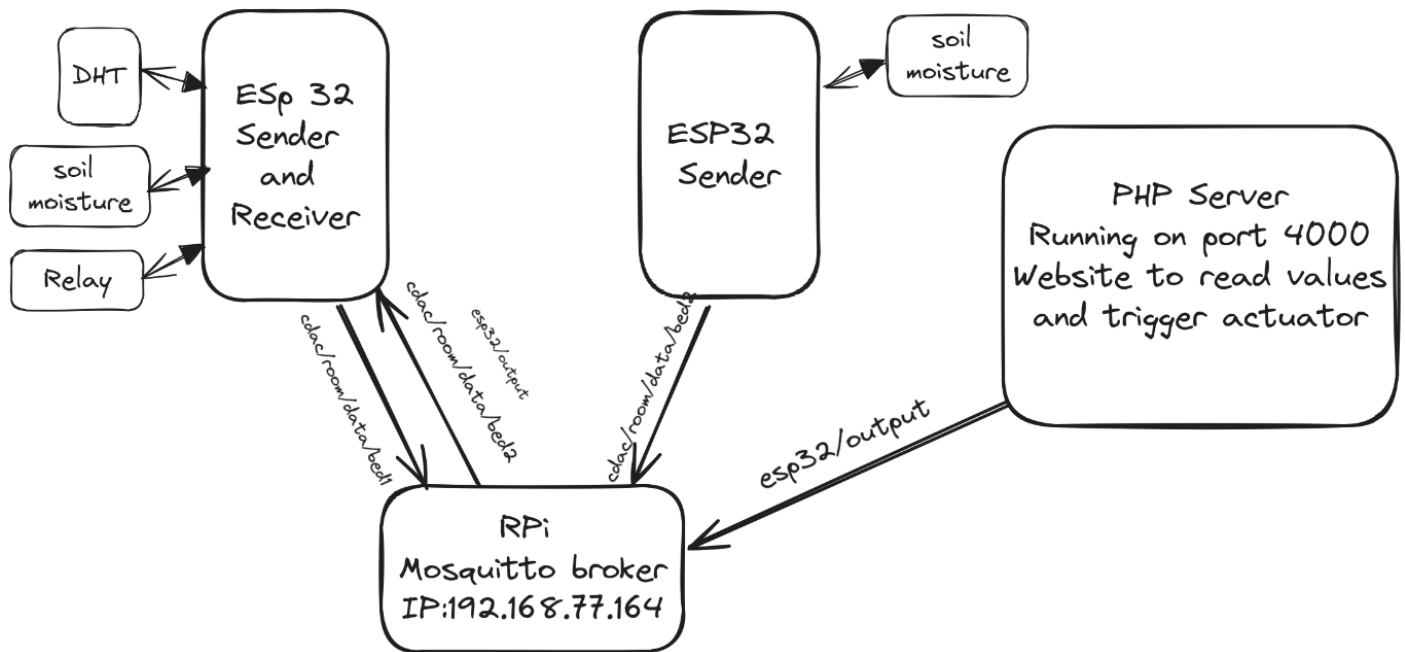 DHT
soil
moisture
Relay
ESp 32
Sender
and
Receiver
ESP32
Sender
soil
moisture
PHP Server
Running on port 4000
Website to read values
and trigger actuator
cdac/room/data/bed1
cdac/room/data/bed2
esp32/output
cdac/room/data/bed2
esp32/output
RPi
Mosquitto broker
IP:192.168.77.164